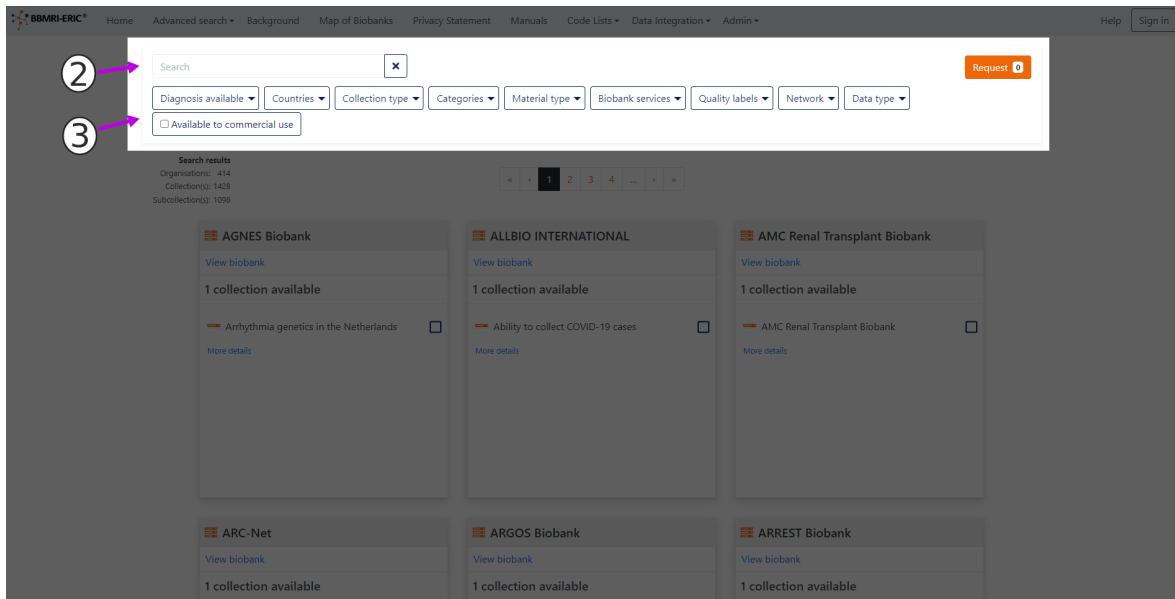 BBMRI-ERIC® Home Advanced search Background Map of Biobanks Privacy Statement Manuals Code Lists Data Integration Admin Help Sign in
2
Search × Request 0
Diagnosis available Countries Collection type Categories Material type Biobank services Quality labels Network Data type
3
Available to commercial use
Search results
Organisations: 414
Collection(s): 1428
Subcollection(s): 1098
« ‹ 1 2 3 4 ... › »
AGNES Biobank ALLBIO INTERNATIONAL AMC Renal Transplant Biobank
View biobank View biobank View biobank
1 collection available 1 collection available 1 collection available
Arrhythmia genetics in the Netherlands Ability to collect COVID-19 cases AMC Renal Transplant Biobank
More details More details More details
ARC-Net ARGOS Biobank ARREST Biobank
View biobank View biobank View biobank
1 collection available 1 collection available 1 collection available